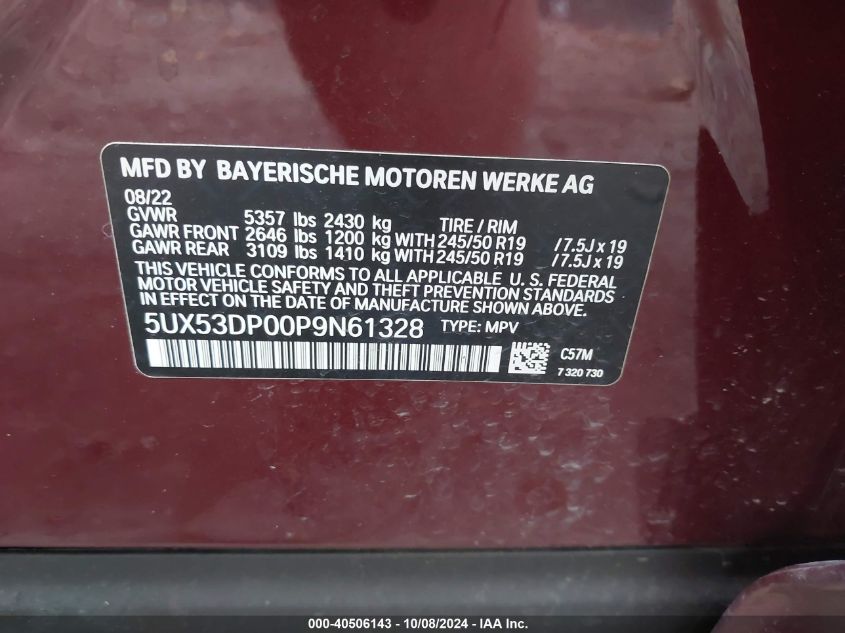 MFD BY BAYERISCHE MOTOREN WERKE AG
08/22
GVWR 5357 lbs 2430 kg TIRE / RIM
GAWR FRONT 2646 lbs 1200 kg WITH 245/50 R19 /7.5J x 19
GAWR REAR 3109 lbs 1410 kg WITH 245/50 R19 /7.5J x 19
THIS VEHICLE CONFORMS TO ALL APPLICABLE U. S. FEDERAL
MOTOR VEHICLE SAFETY AND THEFT PREVENTION STANDARDS
IN EFFECT ON THE DATE OF MANUFACTURE SHOWN ABOVE.
5UX53DP00P9N61328 TYPE: MPV
C57M
7 320 730
000-40506143 - 10/08/2024 - IAA Inc.